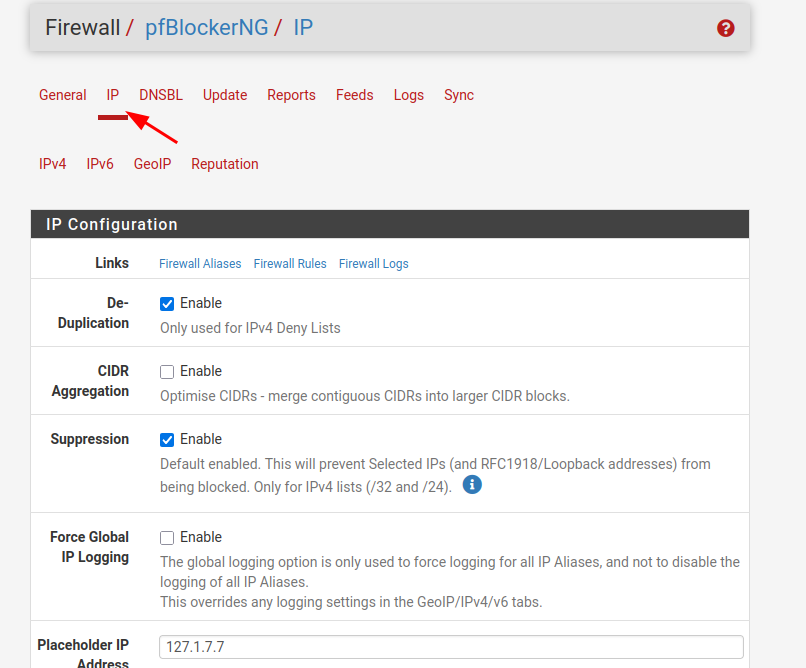 Firewall / pfBlockerNG / IP
General IP DNSBL Update Reports Feeds Logs Sync
IPv4 IPv6 GeoIP Reputation
IP Configuration
Links Firewall Aliases Firewall Rules Firewall Logs
De-
Duplication
Enable
Only used for IPv4 Deny Lists
CIDR
Aggregation
Enable
Optimise CIDRs - merge contiguous CIDRs into larger CIDR blocks.
Suppression
Enable
Default enabled. This will prevent Selected IPs (and RFC1918/Loopback addresses) from
being blocked. Only for IPv4 lists (/32 and /24).
Force Global
IP Logging
Enable
The global logging option is only used to force logging for all IP Aliases, and not to disable the
logging of all IP Aliases.
This overrides any logging settings in the GeoIP/IPv4/v6 tabs.
Placeholder IP
Address
127.1.7.7